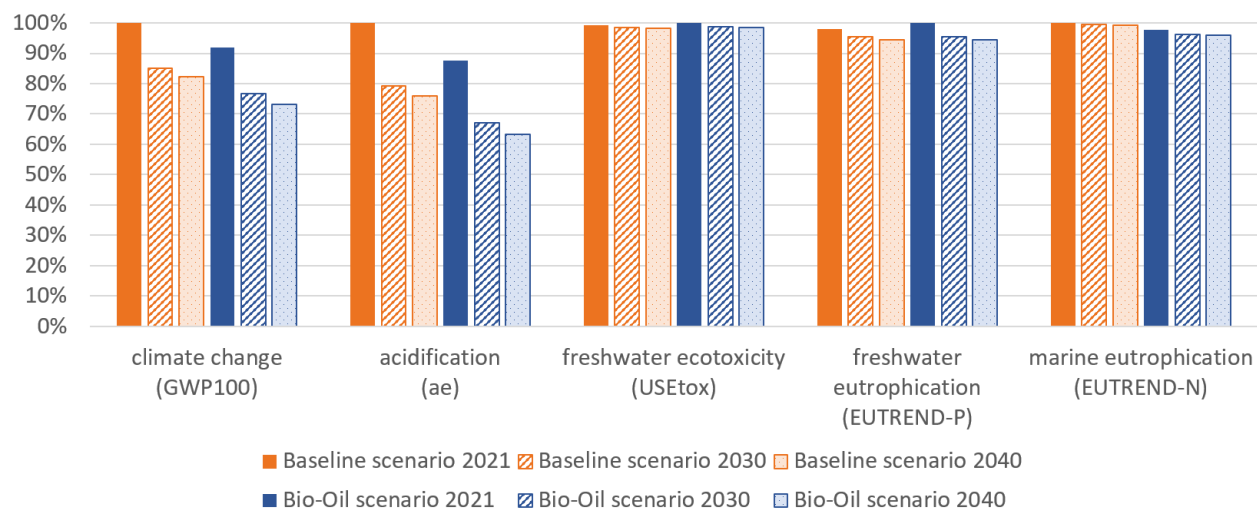 100%
90%
80%
70%
60%
50%
40%
30%
20%
10%
0%
climate change
(GWP100)
acidification
(ae)
freshwater ecotoxicity
(USEtox)
freshwater
eutrophication
(EUTREND-P)
marine eutrophication
(EUTREND-N)
Baseline scenario 2021 Baseline scenario 2030 Baseline scenario 2040
Bio-Oil scenario 2021 Bio-Oil scenario 2030 Bio-Oil scenario 2040